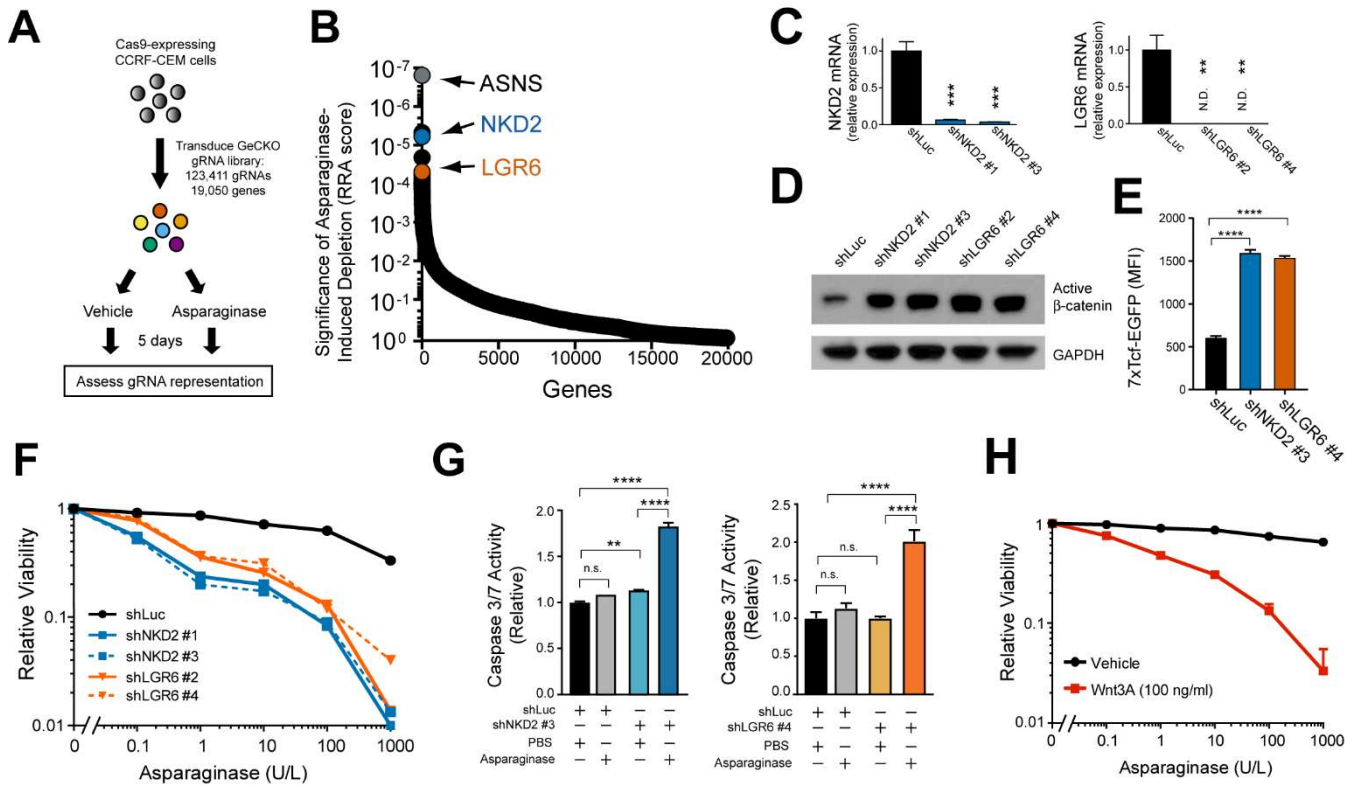 A
Cas9-expressing
CCRF-CEM cells
Transduce GeCKO
gRNA library:
123,411 gRNAs
19,050 genes
Vehicle
Asparaginase
5 days
Assess gRNA representation
B
Significance of Asparaginase-
Induced Depletion (RRA score)
10⁻⁷
10⁻⁶
10⁻⁵
10⁻⁴
10⁻³
10⁻²
10⁻¹
10⁰
ASNS
NKD2
LGR6
0
5000
10000
15000
20000
Genes
C
NKD2 mRNA
(relative expression)
1.0
0.5
0.0
***
***
shLuc
shNKD2 #1
shNKD2 #3
LGR6 mRNA
(relative expression)
1.0
0.5
0.0
N.D.
**
N.D.
**
shLuc
shLGR6 #2
shLGR6 #4
D
shLuc
shNKD2 #1
shNKD2 #3
shLGR6 #2
shLGR6 #4
Active
β-catenin
GAPDH
E
7xTcf-EGFP (MFI)
2000
1500
1000
500
0
****
****
shLuc
shNKD2 #3
shLGR6 #4
F
Relative Viability
1
0.1
0.01
shLuc
shNKD2 #1
shNKD2 #3
shLGR6 #2
shLGR6 #4
0
0.1
1
10
100
1000
Asparaginase (U/L)
G
Caspase 3/7 Activity
(Relative)
2.0
1.5
1.0
0.5
0.0
****
****
**
n.s.
shLuc + + – –
shNKD2 #3 – – + +
PBS + – + –
Asparaginase – + – +
Caspase 3/7 Activity
(Relative)
2.5
2.0
1.5
1.0
0.5
0.0
****
****
n.s.
n.s.
shLuc + + – –
shLGR6 #4 – – + +
PBS + – + –
Asparaginase – + – +
H
Relative Viability
1
0.1
0.01
Vehicle
Wnt3A (100 ng/ml)
0
0.1
1
10
100
1000
Asparaginase (U/L)